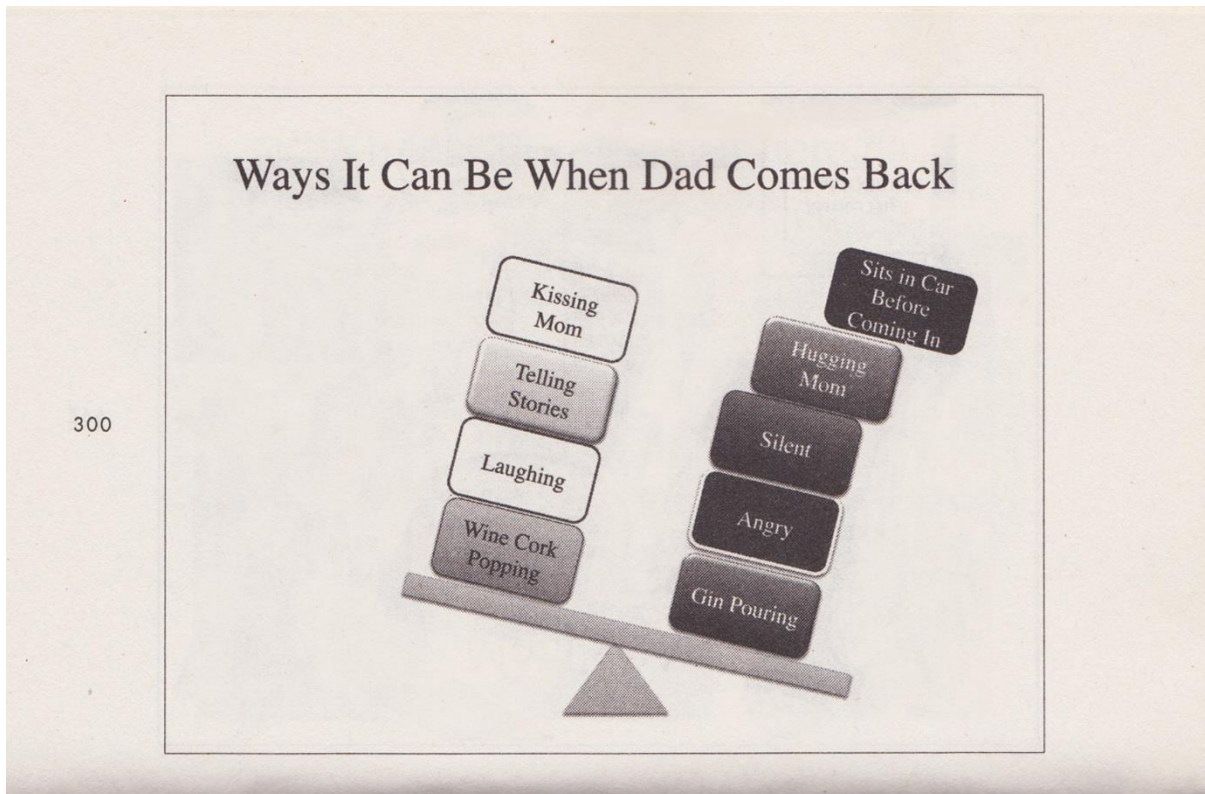 Ways It Can Be When Dad Comes Back
Kissing
Mom
Telling
Stories
Laughing
Wine Cork
Popping
Sits in Car
Before
Coming In
Hugging
Mom
Silent
Angry
Gin Pouring
300